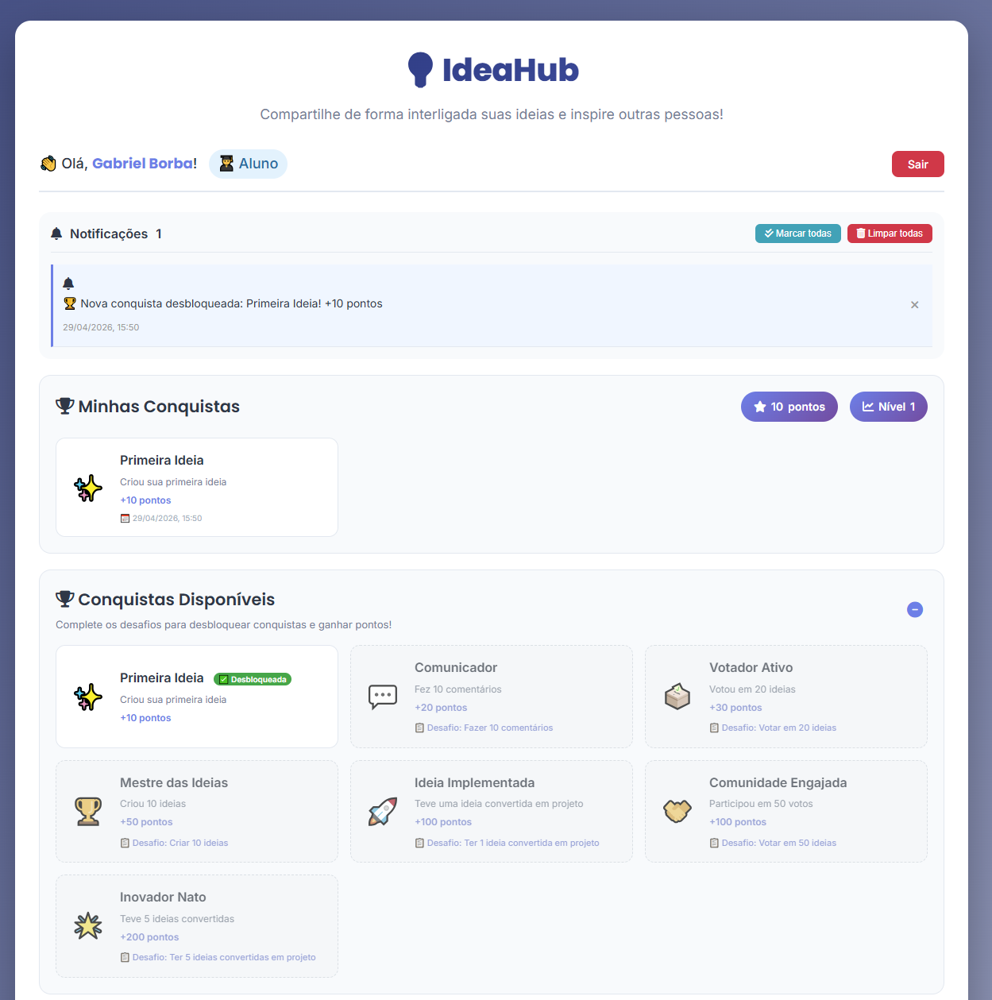 IdeaHub
Compartilhe de forma interligada suas ideias e inspire outras pessoas!
👋 Olá, Gabriel Borba!
👨‍🎓 Aluno
Sair
Notificações 1
Marcar todas
Limpar todas
🏆 Nova conquista desbloqueada: Primeira Ideia! +10 pontos
×
29/04/2026, 15:50
Minhas Conquistas
10 pontos
Nível 1
Primeira Ideia
Criou sua primeira ideia
+10 pontos
📅 29/04/2026, 15:50
Conquistas Disponíveis
Complete os desafios para desbloquear conquistas e ganhar pontos!
Primeira Ideia
✅ Desbloqueada
Criou sua primeira ideia
+10 pontos
Comunicador
Fez 10 comentários
+20 pontos
📋 Desafio: Fazer 10 comentários
Votador Ativo
Votou em 20 ideias
+30 pontos
📋 Desafio: Votar em 20 ideias
Mestre das Ideias
Criou 10 ideias
+50 pontos
📋 Desafio: Criar 10 ideias
Ideia Implementada
Teve uma ideia convertida em projeto
+100 pontos
📋 Desafio: Ter 1 ideia convertida em projeto
Comunidade Engajada
Participou em 50 votos
+100 pontos
📋 Desafio: Votar em 50 ideias
Inovador Nato
Teve 5 ideias convertidas
+200 pontos
📋 Desafio: Ter 5 ideias convertidas em projeto